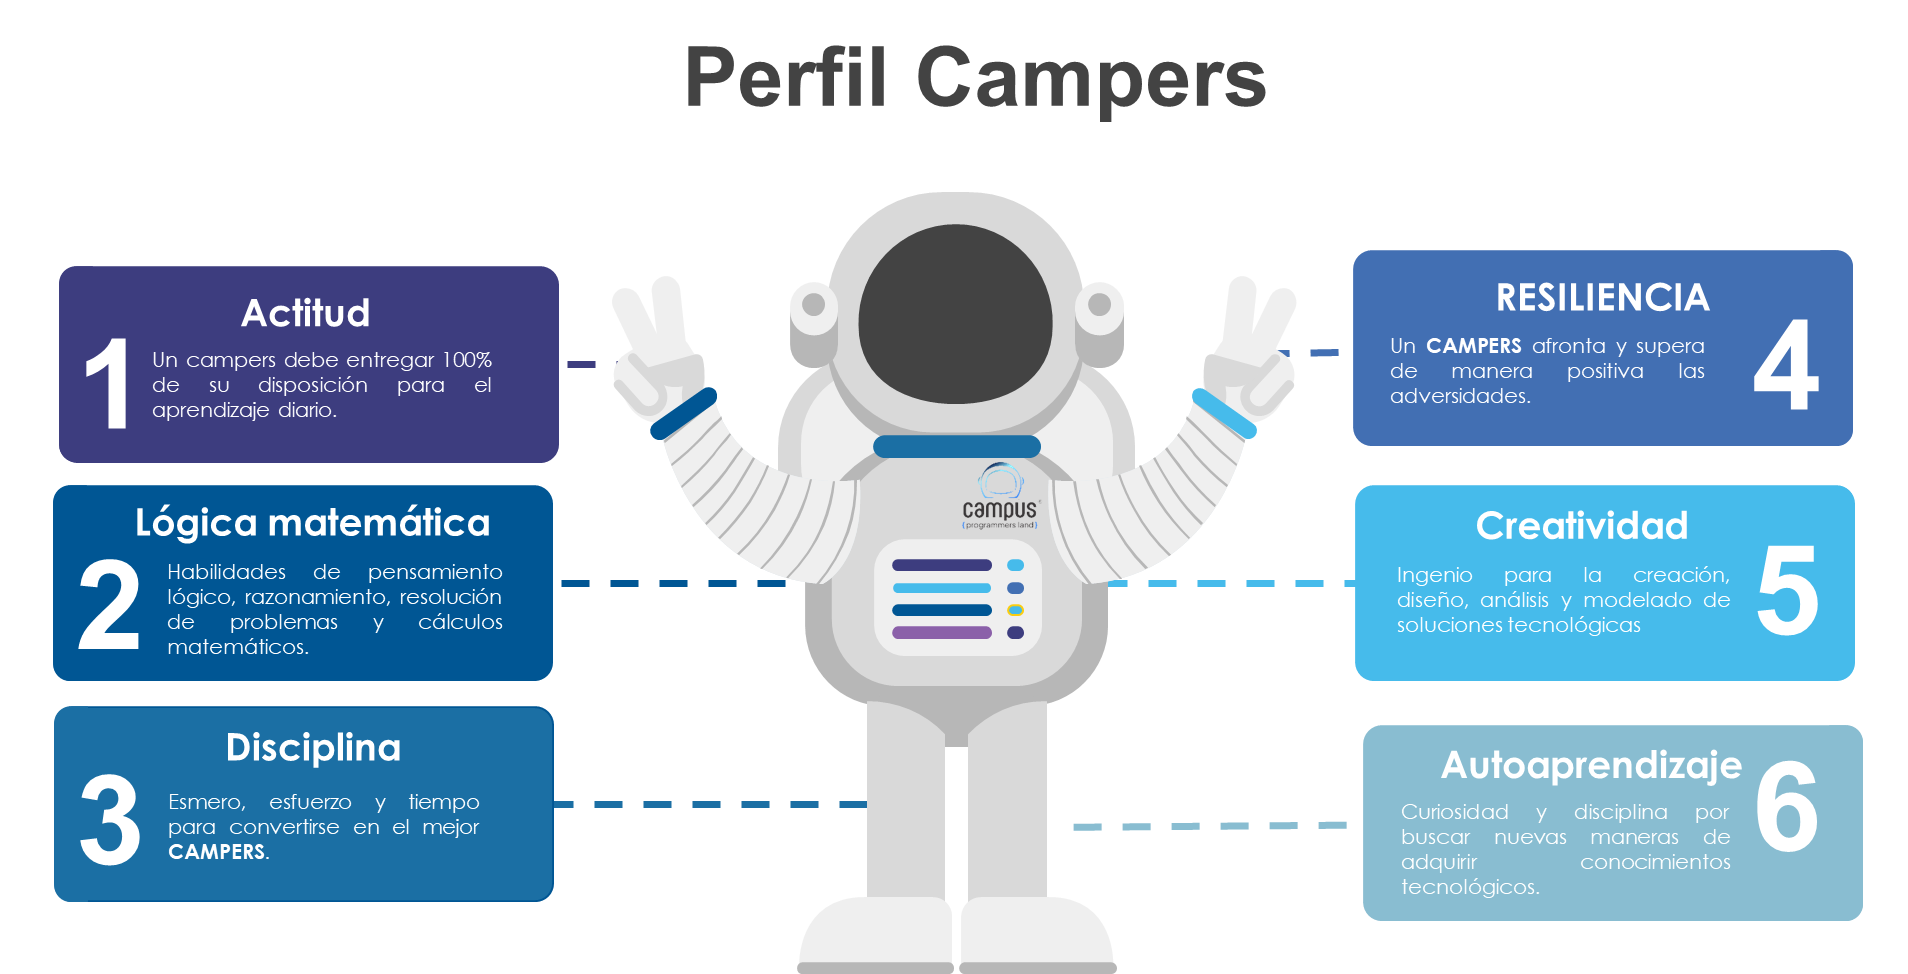 Perfil Campers
Actitud
1
Un campers debe entregar 100%
de su disposición para el
aprendizaje diario.
Lógica matemática
2
Habilidades de pensamiento
lógico, razonamiento, resolución
de problemas y cálculos
matemáticos.
Disciplina
3
Esmero, esfuerzo y tiempo
para convertirse en el mejor
CAMPERS.
campus
{programmers land}
RESILIENCIA
4
Un CAMPERS afronta y supera
de manera positiva las
adversidades.
Creatividad
5
Ingenio para la creación,
diseño, análisis y modelado de
soluciones tecnológicas
Autoaprendizaje
6
Curiosidad y disciplina por
buscar nuevas maneras de
adquirir conocimientos
tecnológicos.